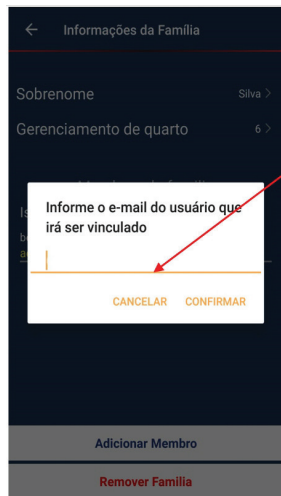 ← Informações da Família
Sobrenome Silva >
Gerenciamento de quarto 6 >
Informe o e-mail do usuário que
irá ser vinculado
CANCELAR CONFIRMAR
Adicionar Membro
Remover Familia